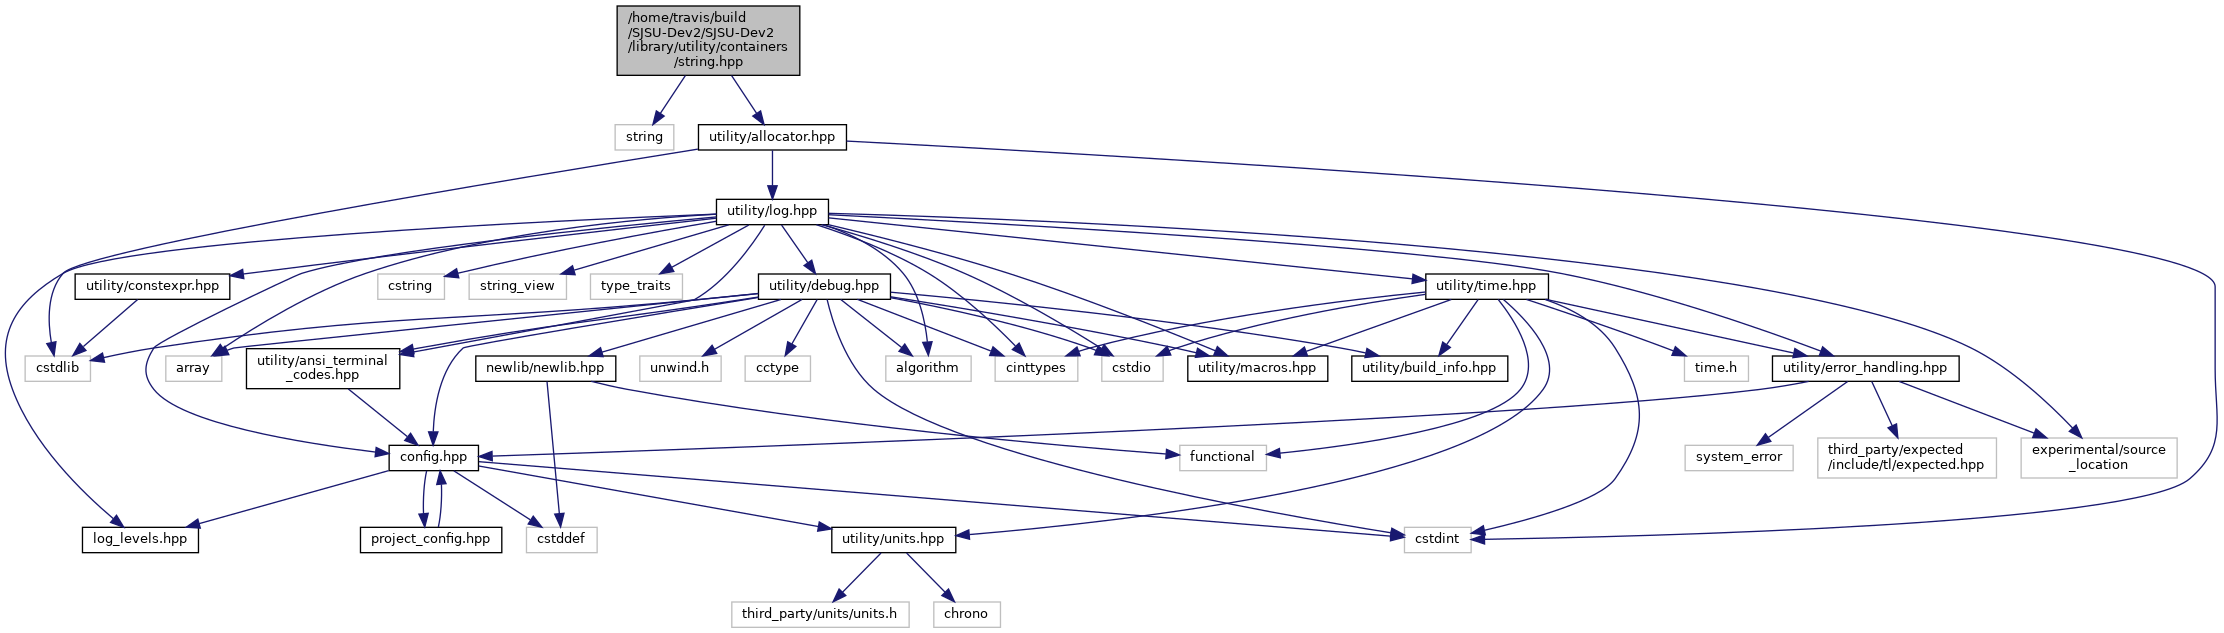 /home/travis/build
/SJSU-Dev2/SJSU-Dev2
/library/utility/containers
/string.hpp
string
utility/allocator.hpp
utility/log.hpp
utility/constexpr.hpp
cstring
string_view
type_traits
utility/debug.hpp
utility/time.hpp
cstdlib
array
utility/ansi_terminal
_codes.hpp
newlib/newlib.hpp
unwind.h
cctype
algorithm
cinttypes
cstdio
utility/macros.hpp
utility/build_info.hpp
time.h
utility/error_handling.hpp
config.hpp
functional
system_error
third_party/expected
/include/tl/expected.hpp
experimental/source
_location
log_levels.hpp
project_config.hpp
cstddef
utility/units.hpp
cstdint
third_party/units/units.h
chrono